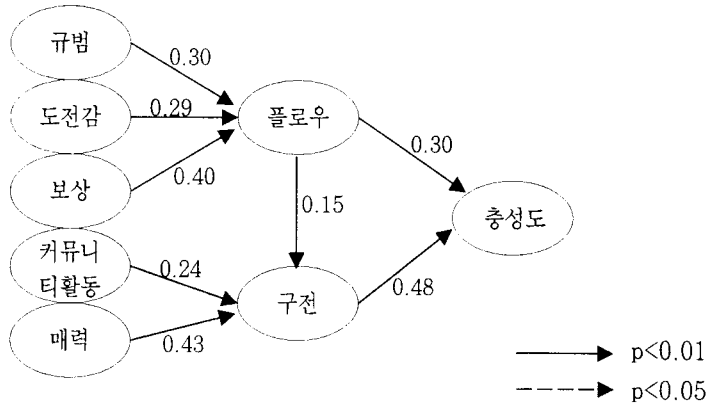 규범
0.30
도전감
0.29
플로우
보상
0.40
0.30
0.15
충성도
커뮤니
티활동
0.24
구전
0.48
매력
0.43
p<0.01
p<0.05